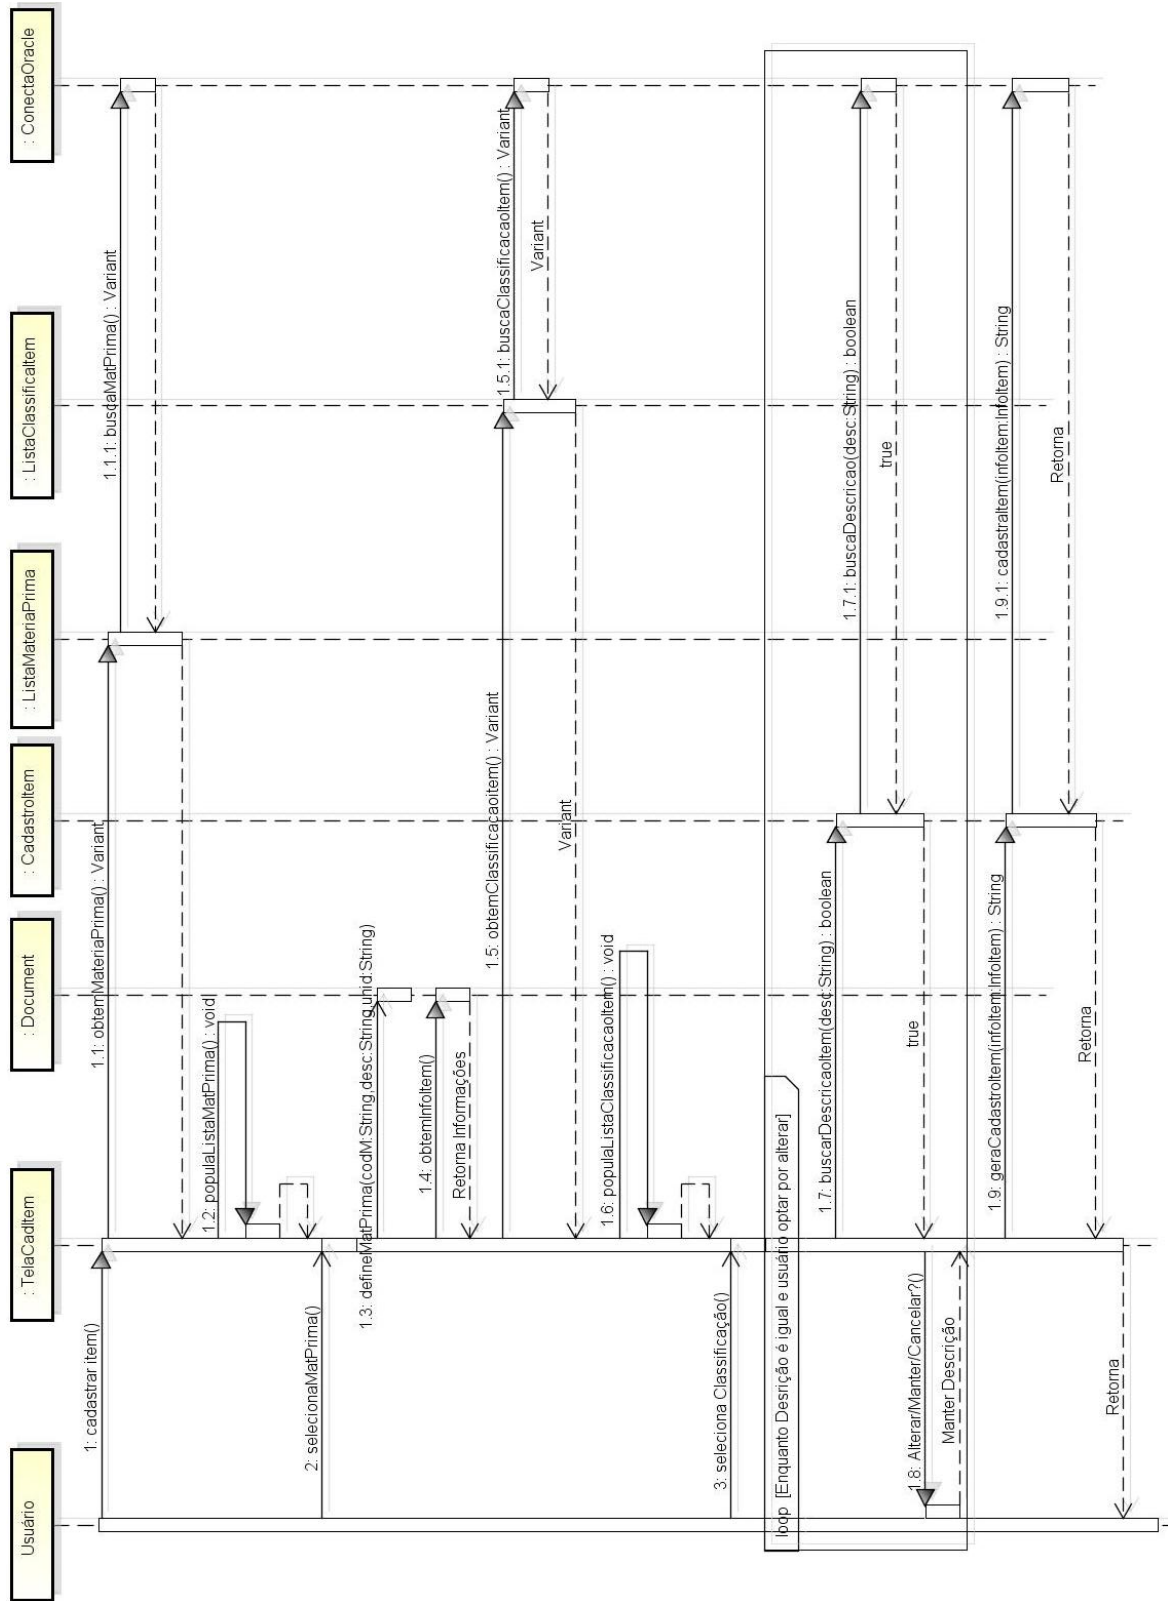 Usuário
: TelaCadItem
: Document
: CadastroItem
: ListaMateriaPrima
: ListaClassificaItem
: ConectaOracle
1: cadastrar item()
1.1: obtemMateriaPrima() : Variant
1.1.1: buscaMatPrima() : Variant
1.2: populaListaMatPrima() : void
2: selecionaMatPrima()
1.3: defineMatPrima(codM:String,desc:String,unid:String)
1.4: obtemInfoItem()
Retorna Informações
1.5: obtemClassificacaoitem() : Variant
1.5.1: buscaClassificacaoItem() : Variant
Variant
Variant
1.6: populaListaClassificacaoItem() : void
3: seleciona Classificação()
loop [Enquanto Desrição é igual e usuário optar por alterar]
1.7: buscarDescricaoItem(desc:String) : boolean
1.7.1: buscaDescricao(desc:String) : boolean
true
true
1.8: Alterar/Manter/Cancelar?()
Manter Descrição
1.9: geraCadastroItem(infoItem:InfoItem) : String
1.9.1: cadastraItem(infoItem:InfoItem) : String
Retorna
Retorna
Retorna